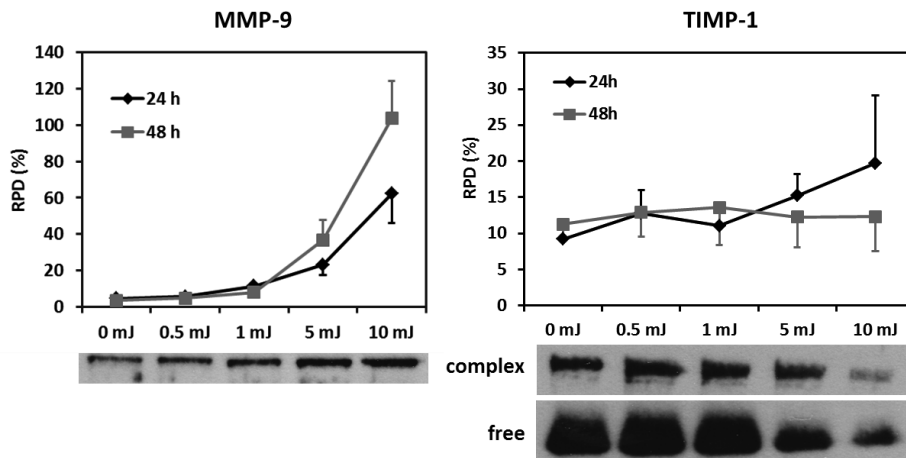 MMP-9
RPD (%)
140
120
100
80
60
40
20
0
24 h
48 h
0 mJ 0.5 mJ 1 mJ 5 mJ 10 mJ
TIMP-1
RPD (%)
35
30
25
20
15
10
5
0
24h
48h
0 mJ 0.5 mJ 1 mJ 5 mJ 10 mJ
complex
free